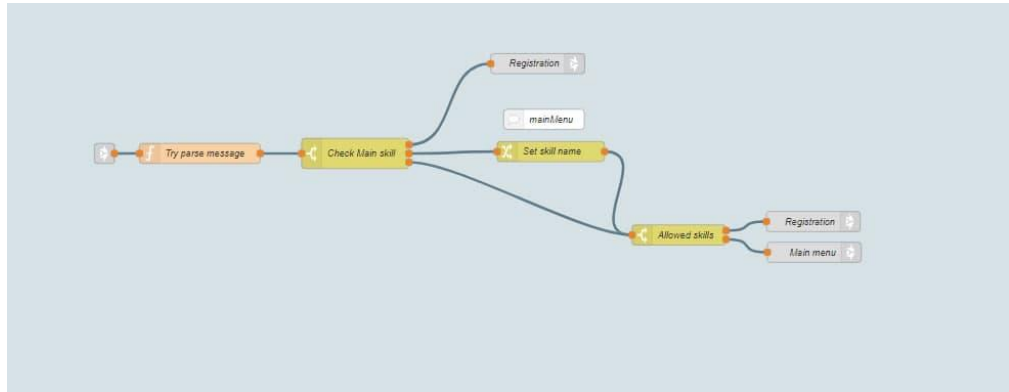 Registration
mainMenu
Try parse message
Check Main skill
Set skill name
Allowed skills
Registration
Main menu